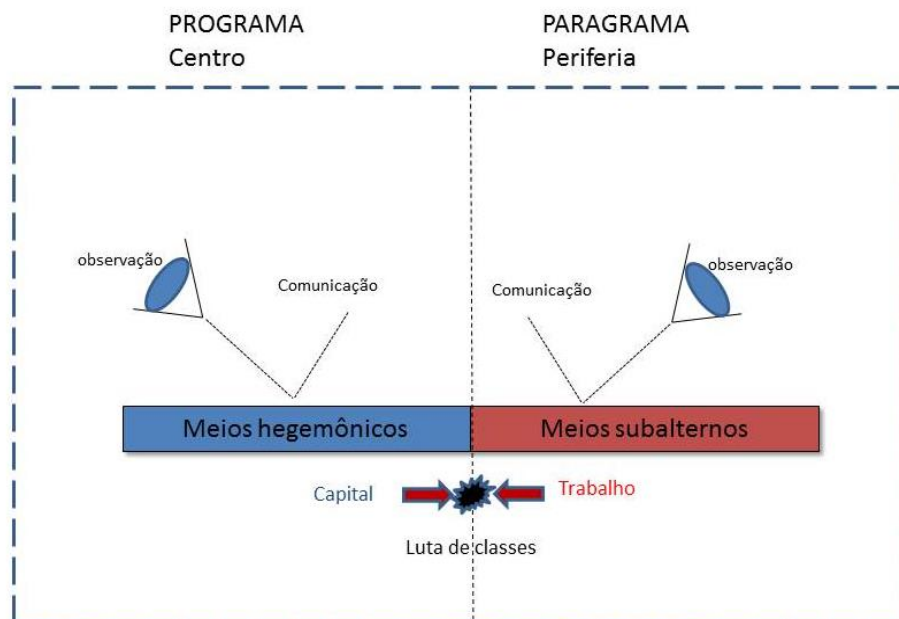 PROGRAMA
Centro
PARAGRAMA
Periferia
observação
Comunicação
Comunicação
observação
Meios hegemônicos
Meios subalternos
Capital
Trabalho
Luta de classes